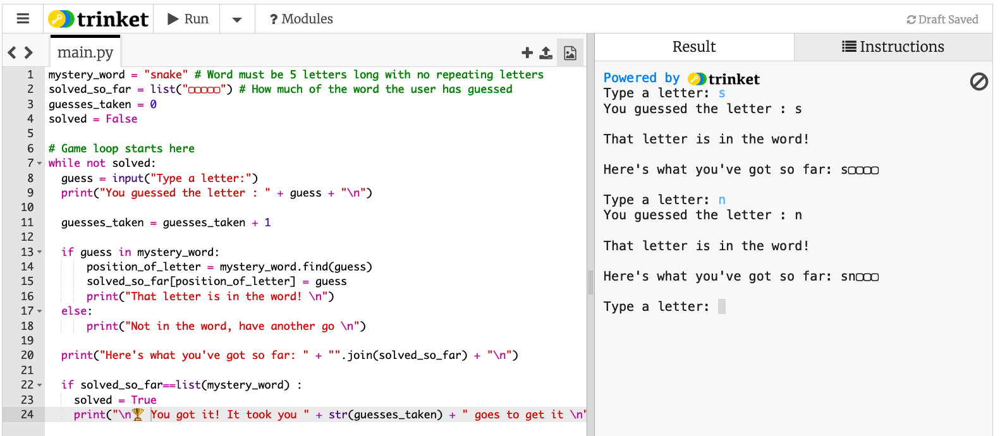 trinket Run ? Modules Draft Saved
main.py
Result Instructions
1 mystery_word = "snake" # Word must be 5 letters long with no repeating letters
2 solved_so_far = list("▢▢▢▢▢") # How much of the word the user has guessed
3 guesses_taken = 0
4 solved = False
5
6 # Game loop starts here
7 while not solved:
8   guess = input("Type a letter:")
9   print("You guessed the letter : " + guess + "\n")
10
11   guesses_taken = guesses_taken + 1
12
13   if guess in mystery_word:
14       position_of_letter = mystery_word.find(guess)
15       solved_so_far[position_of_letter] = guess
16       print("That letter is in the word! \n")
17   else:
18       print("Not in the word, have another go \n")
19
20   print("Here's what you've got so far: " + "".join(solved_so_far) + "\n")
21
22   if solved_so_far==list(mystery_word) :
23     solved = True
24     print("\n🏆 You got it! It took you " + str(guesses_taken) + " goes to get it \n"
Powered by trinket
Type a letter: s
You guessed the letter : s
That letter is in the word!
Here's what you've got so far: s▢▢▢▢
Type a letter: n
You guessed the letter : n
That letter is in the word!
Here's what you've got so far: sn▢▢▢
Type a letter: